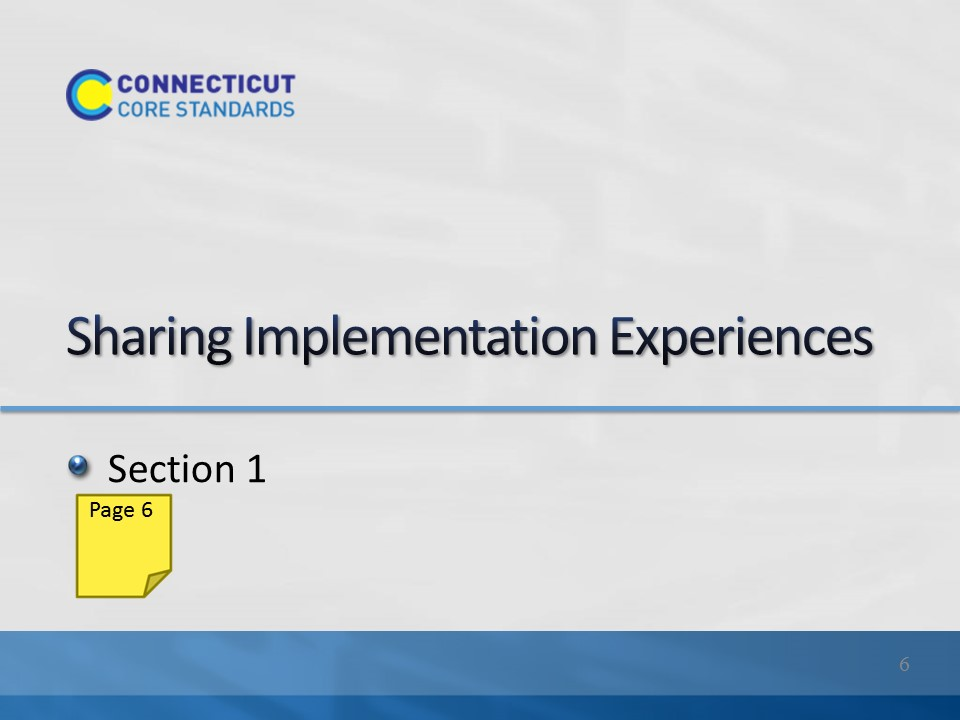 CONNECTICUT
CORE STANDARDS
Sharing Implementation Experiences
Section 1
Page 6
6